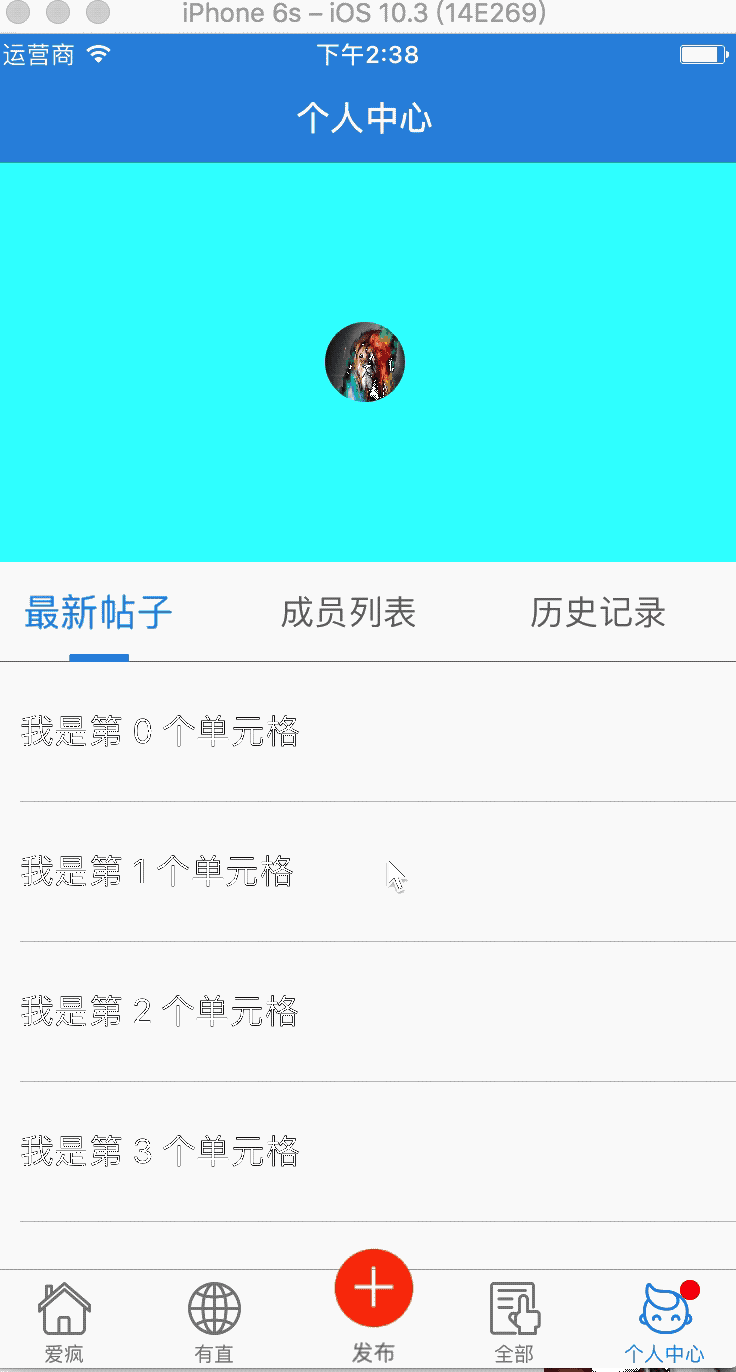 iPhone 6s – iOS 10.3 (14E269)
运营商 下午2:38
个人中心
最新帖子 成员列表 历史记录
我是第 0 个单元格
我是第 1 个单元格
我是第 2 个单元格
我是第 3 个单元格
爱疯 有直 发布 全部 个人中心